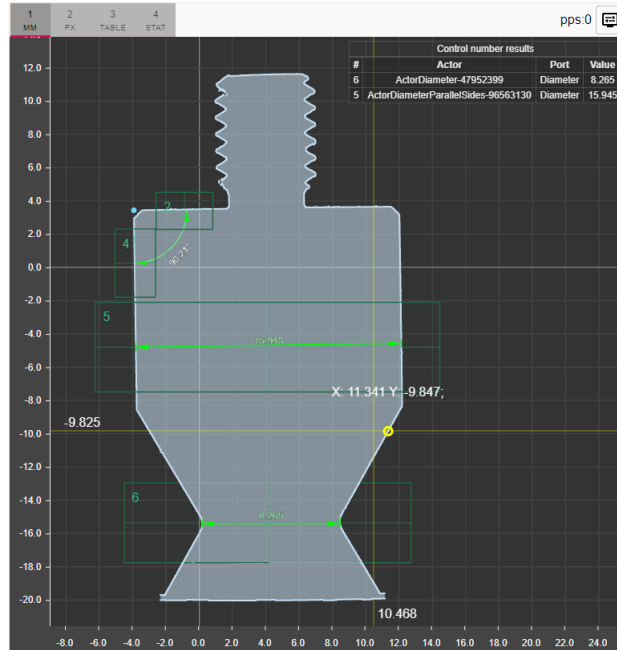 1 2 3 4
MM PX TABLE STAT
pps:0
Control number results
# Actor Port Value
6 ActorDiameter-47952399 Diameter 8.265
5 ActorDiameterParallelSides-96563130 Diameter 15.945
12.0
10.0
8.0
6.0
4.0
2
2.0
4
90.21°
0.0
-2.0
5
-4.0
15.945
-6.0
X: 11.341 Y: -9.847;
-8.0
-9.825
-10.0
-12.0
6
-14.0
8.265
-16.0
-18.0
-20.0
10.468
-8.0 -6.0 -4.0 -2.0 0.0 2.0 4.0 6.0 8.0 10.0 12.0 14.0 16.0 18.0 20.0 22.0 24.0